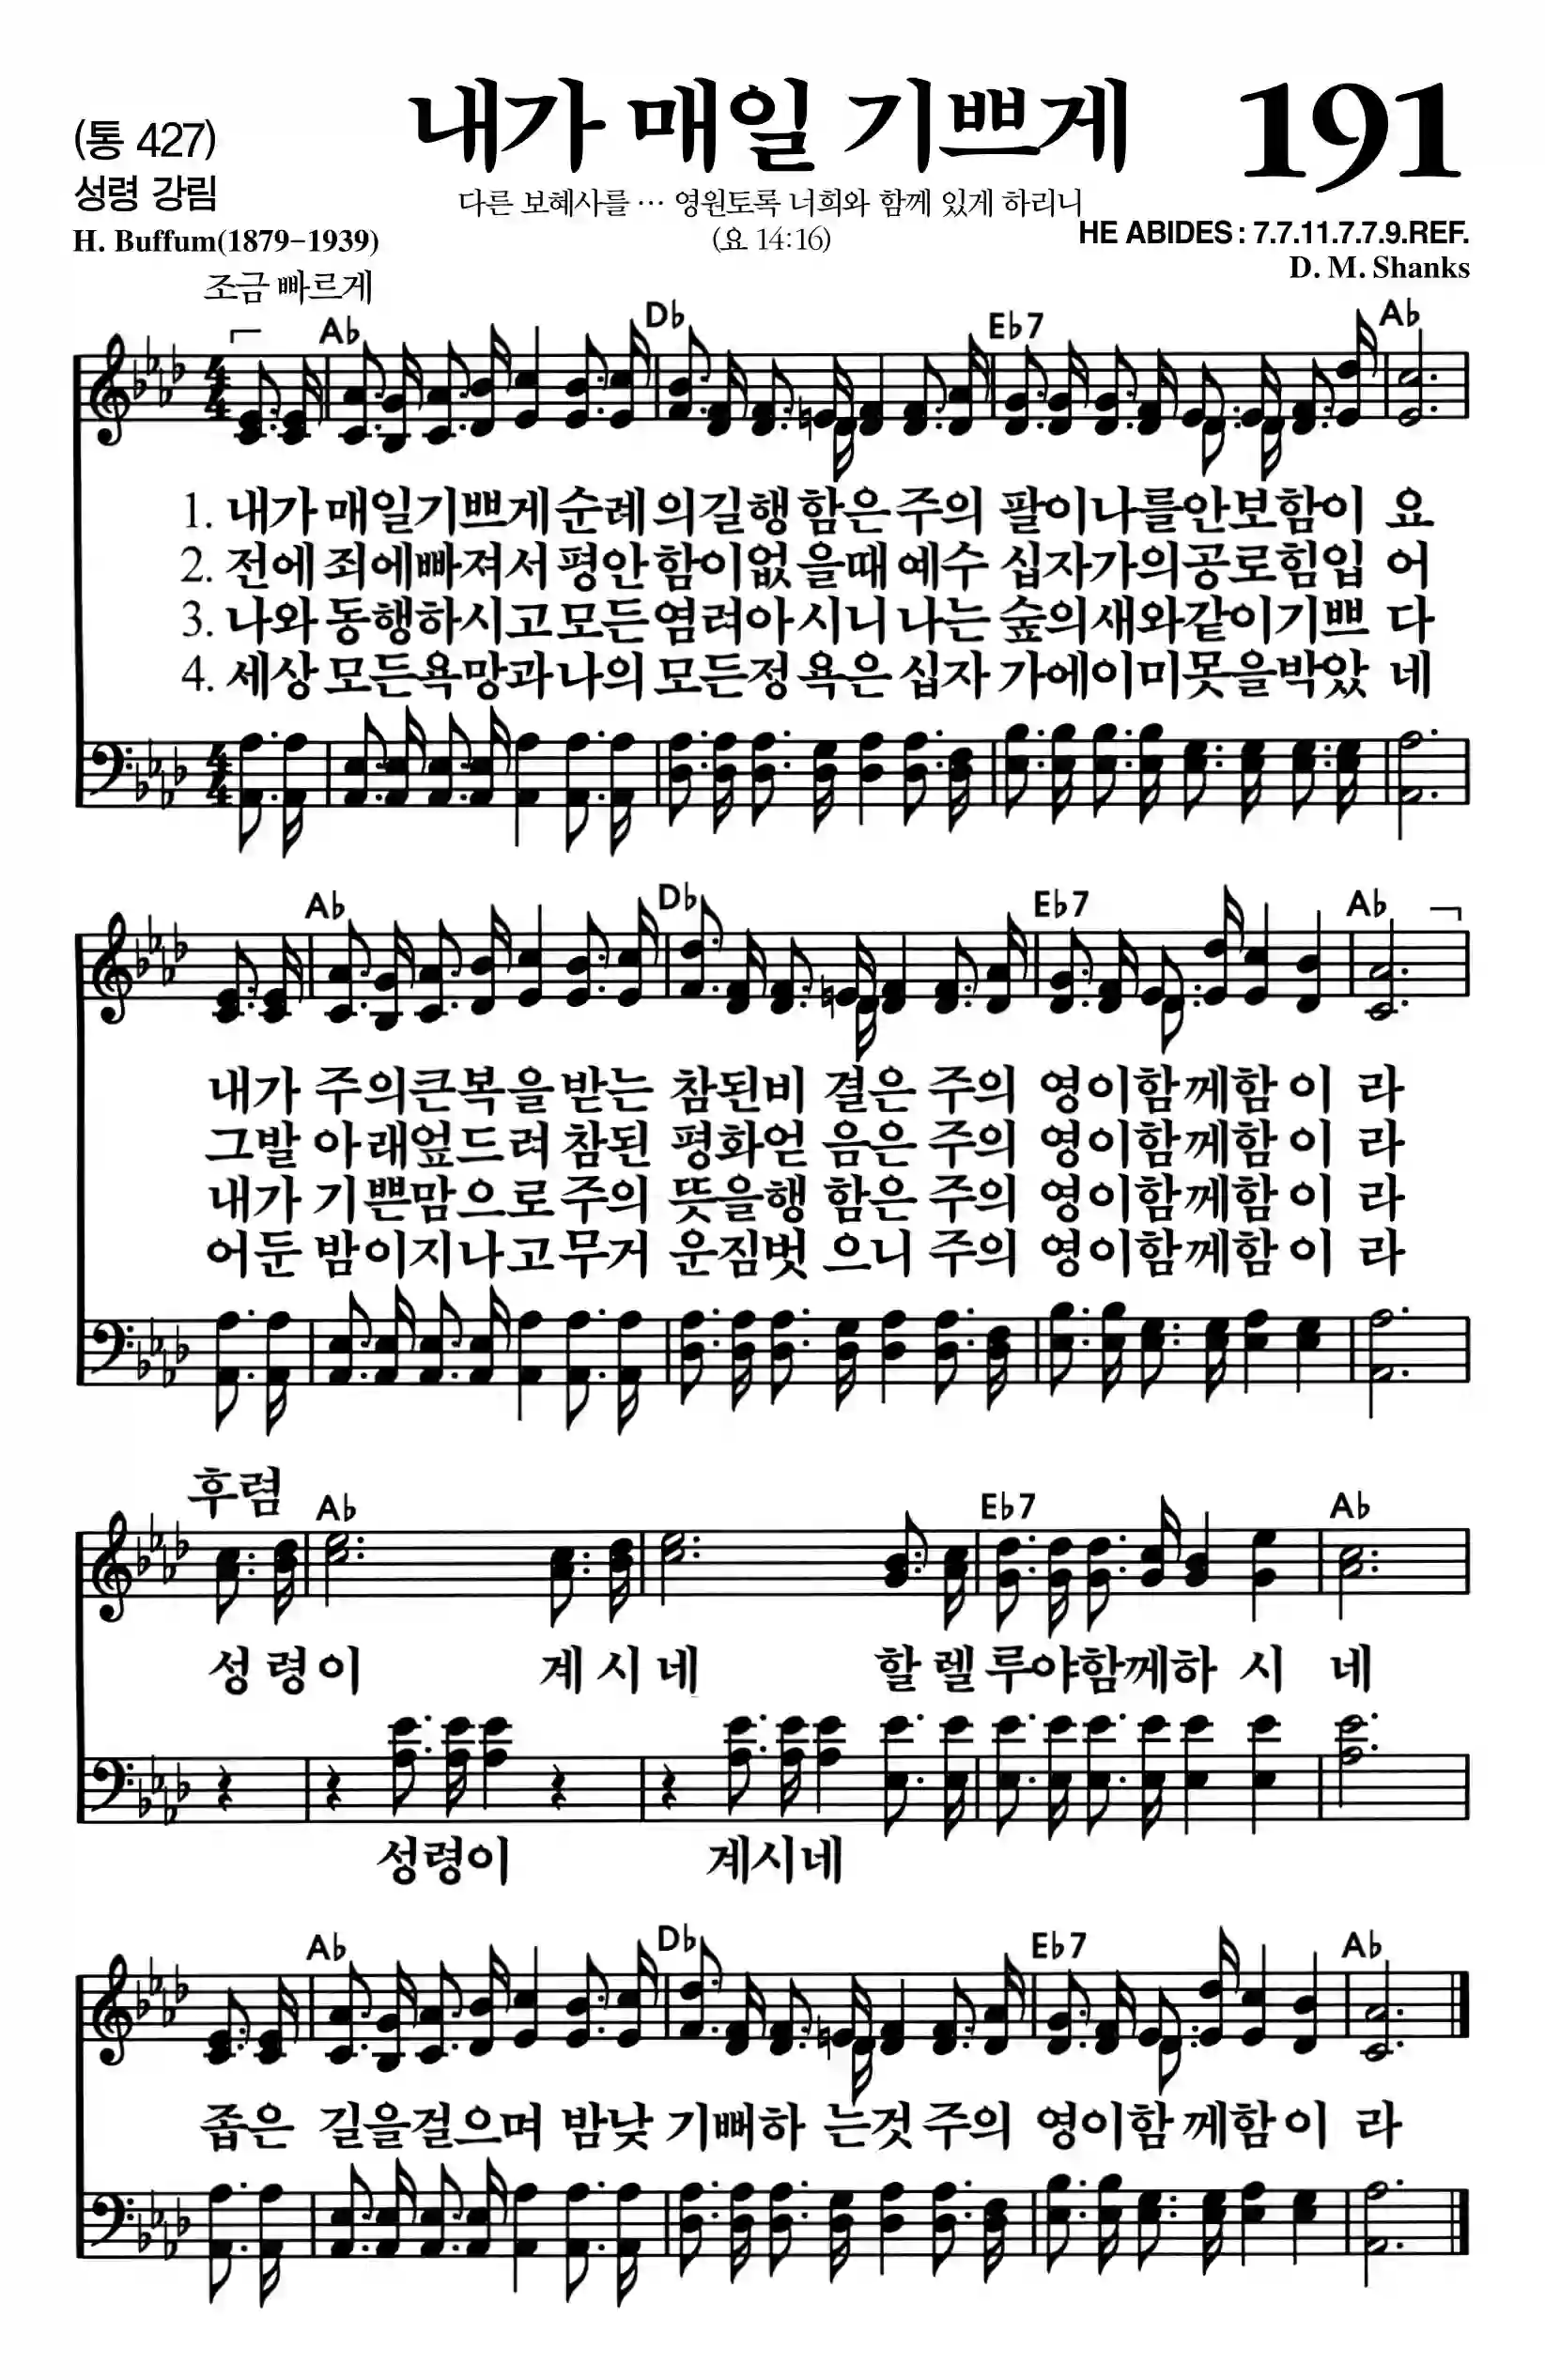 (통 427)
내가 매일 기쁘게
191
성령 강림
다른 보혜사를 … 영원토록 너희와 함께 있게 하리니
H. Buffum(1879-1939)
(요 14:16)
HE ABIDES : 7.7.11.7.7.9.REF.
D. M. Shanks
조금 빠르게
A♭ D♭ E♭7 A♭
1. 내가 매일기쁘게 순례 의길행 함은 주의 팔이나를안보함이 요
2. 전에 죄에빠져서 평안 함이없 을때 예수 십자가의공로힘입 어
3. 나와 동행하시고 모든 염려아 시니 나는 숲의새와같이기쁘 다
4. 세상 모든욕망과 나의 모든정 욕은 십자 가에이미못을박았 네
A♭ D♭ E♭7 A♭
내가 주의큰복을 받는 참된비 결은 주의 영이함께함 이 라
그발 아래엎드려 참된 평화얻 음은 주의 영이함께함 이 라
내가 기쁜맘으로 주의 뜻을행 함은 주의 영이함께함 이 라
어둔 밤이지나고 무거 운짐벗 으니 주의 영이함께함 이 라
후렴
A♭ E♭7 A♭
성 령 이 계 시 네 할 렐 루야함께하 시 네
성령이 계시네
A♭ D♭ E♭7 A♭
좁은 길을걸으며 밤낮 기뻐하 는것 주의 영이함 께함 이 라